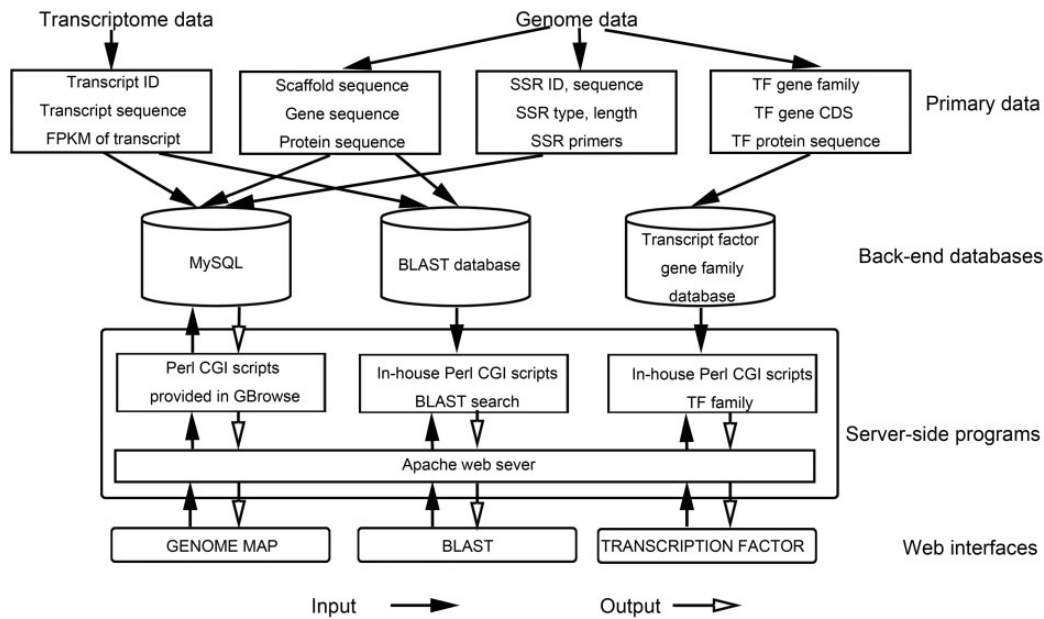 Transcriptome data
Genome data
Transcript ID
Transcript sequence
FPKM of transcript
Scaffold sequence
Gene sequence
Protein sequence
SSR ID, sequence
SSR type, length
SSR primers
TF gene family
TF gene CDS
TF protein sequence
Primary data
MySQL
BLAST database
Transcript factor
gene family
database
Back-end databases
Perl CGI scripts
provided in GBrowse
In-house Perl CGI scripts
BLAST search
In-house Perl CGI scripts
TF family
Server-side programs
Apache web sever
GENOME MAP
BLAST
TRANSCRIPTION FACTOR
Web interfaces
Input
Output